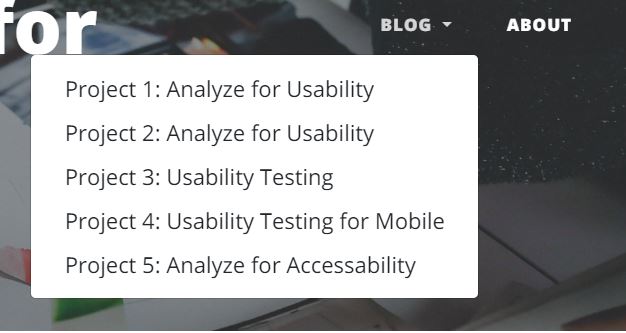 for
BLOG ABOUT
Project 1: Analyze for Usability
Project 2: Analyze for Usability
Project 3: Usability Testing
Project 4: Usability Testing for Mobile
Project 5: Analyze for Accessability